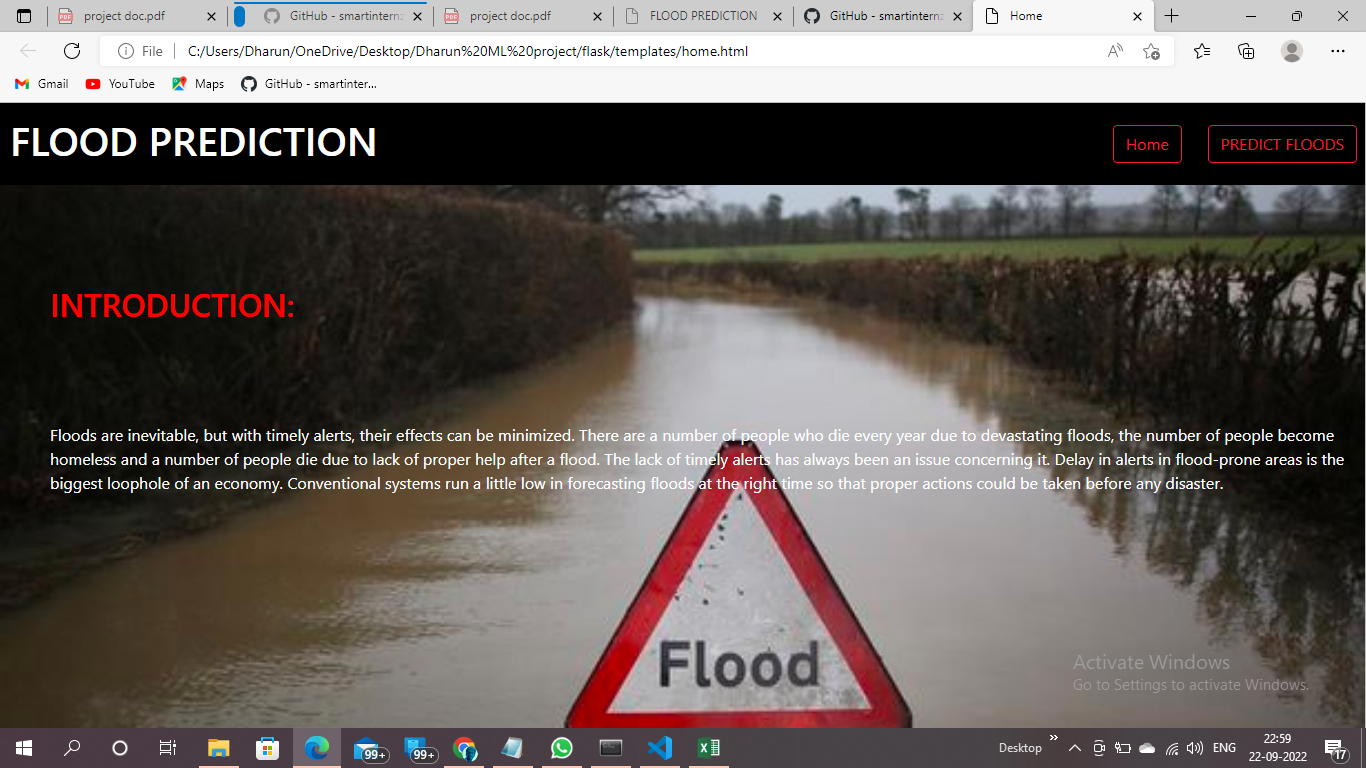 project doc.pdf
GitHub - smartintern
project doc.pdf
FLOOD PREDICTION
GitHub - smartintern
Home
File
C:/Users/Dharun/OneDrive/Desktop/Dharun%20ML%20project/flask/templates/home.html
Gmail
YouTube
Maps
GitHub - smartinter...
FLOOD PREDICTION
Home
PREDICT FLOODS
INTRODUCTION:
Floods are inevitable, but with timely alerts, their effects can be minimized. There are a number of people who die every year due to devastating floods, the number of people become
homeless and a number of people die due to lack of proper help after a flood. The lack of timely alerts has always been an issue concerning it. Delay in alerts in flood-prone areas is the
biggest loophole of an economy. Conventional systems run a little low in forecasting floods at the right time so that proper actions could be taken before any disaster.
Flood
Activate Windows
Go to Settings to activate Windows.
99+
99+
Desktop
ENG
22:59
22-09-2022
17